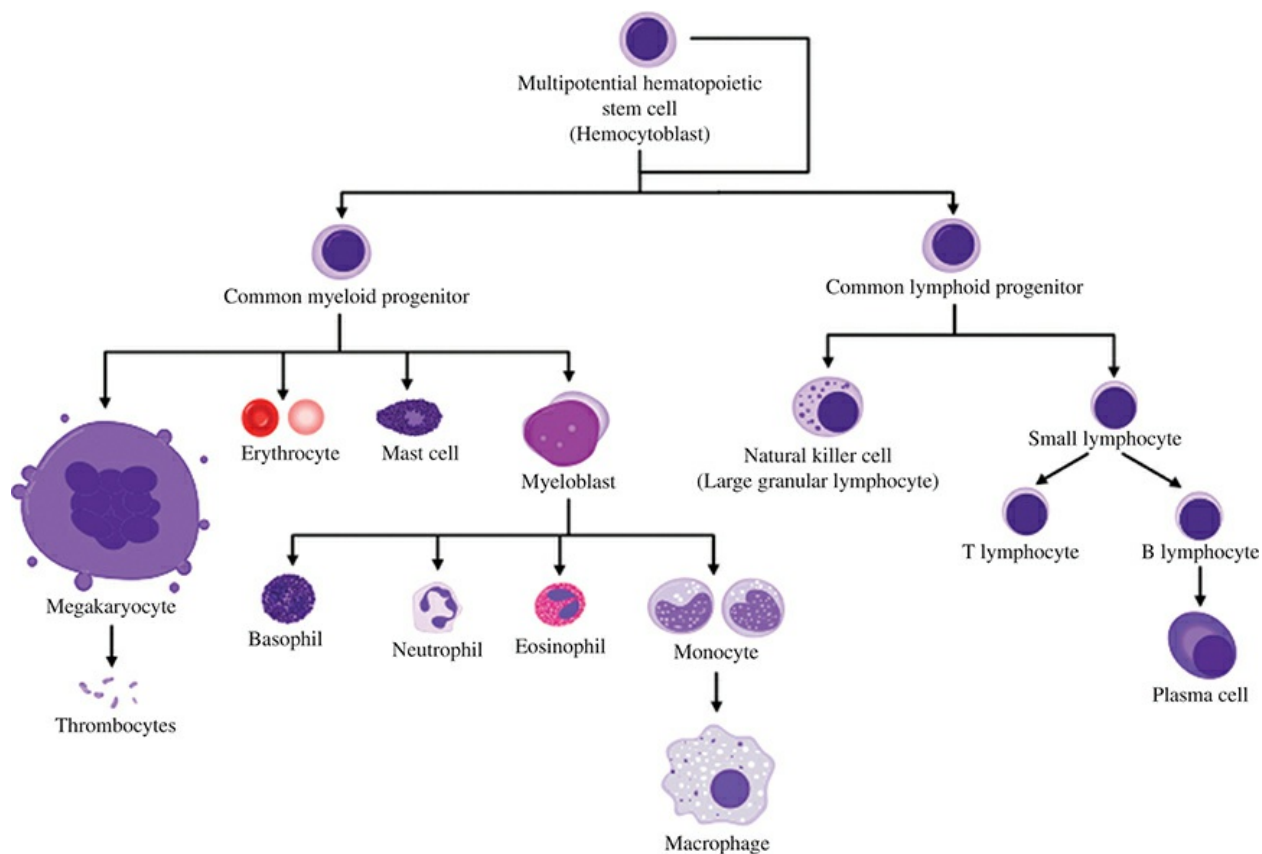 Multipotential hematopoietic
stem cell
(Hemocytoblast)
Common myeloid progenitor
Common lymphoid progenitor
Erythrocyte
Mast cell
Myeloblast
Natural killer cell
(Large granular lymphocyte)
Small lymphocyte
T lymphocyte
B lymphocyte
Megakaryocyte
Basophil
Neutrophil
Eosinophil
Monocyte
Plasma cell
Thrombocytes
Macrophage